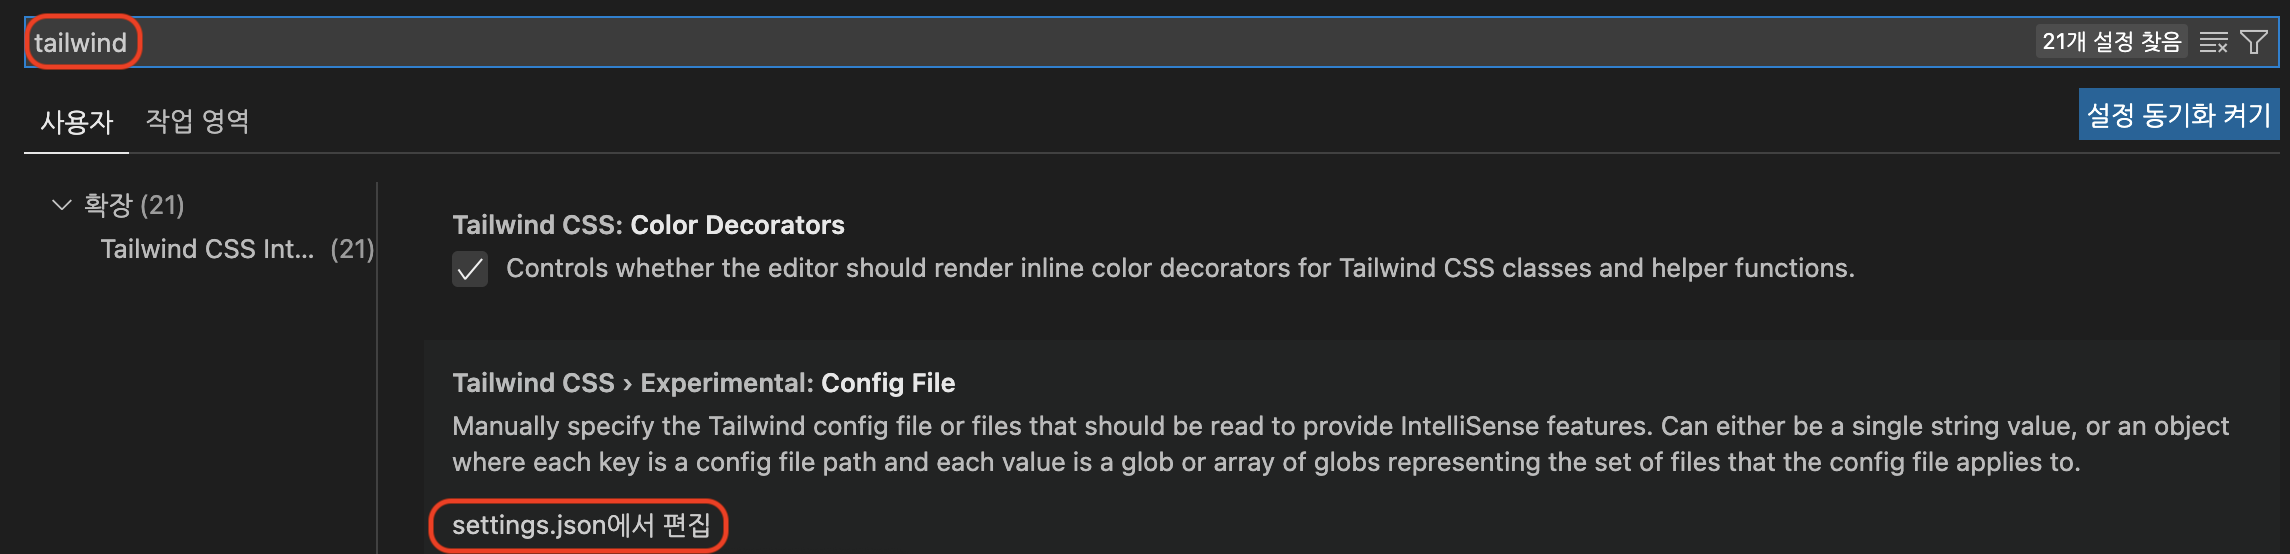 tailwind
21개 설정 찾음
사용자
작업 영역
설정 동기화 켜기
확장 (21)
Tailwind CSS Int... (21)
Tailwind CSS: Color Decorators
Controls whether the editor should render inline color decorators for Tailwind CSS classes and helper functions.
Tailwind CSS › Experimental: Config File
Manually specify the Tailwind config file or files that should be read to provide IntelliSense features. Can either be a single string value, or an object
where each key is a config file path and each value is a glob or array of globs representing the set of files that the config file applies to.
settings.json에서 편집